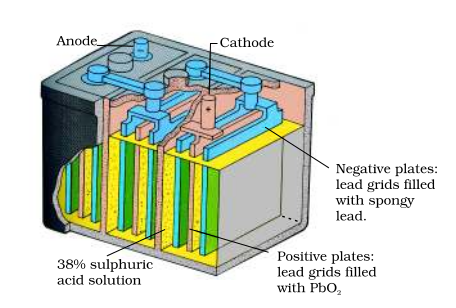 Anode
Cathode
Negative plates:
lead grids filled
with spongy
lead.
38% sulphuric
acid solution
Positive plates:
lead grids filled
with PbO₂